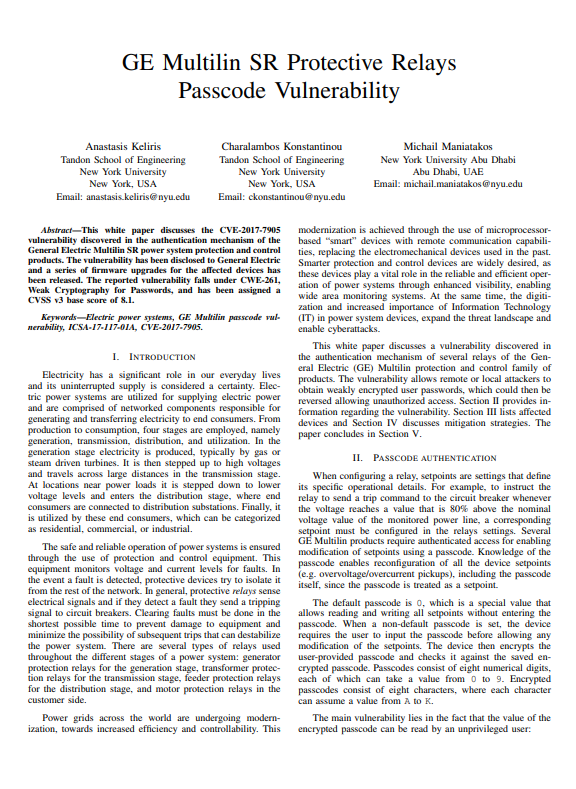 GE Multilin SR Protective Relays
Passcode Vulnerability
Anastasis Keliris
Tandon School of Engineering
New York University
New York, USA
Email: anastasis.keliris@nyu.edu
Charalambos Konstantinou
Tandon School of Engineering
New York University
New York, USA
Email: ckonstantinou@nyu.edu
Michail Maniatakos
New York University Abu Dhabi
Abu Dhabi, UAE
Email: michail.maniatakos@nyu.edu
Abstract—This white paper discusses the CVE-2017-7905
vulnerability discovered in the authentication mechanism of the
General Electric Multilin SR power system protection and control
products. The vulnerability has been disclosed to General Electric
and a series of firmware upgrades for the affected devices has
been released. The reported vulnerability falls under CWE-261,
Weak Cryptography for Passwords, and has been assigned a
CVSS v3 base score of 8.1.
Keywords—Electric power systems, GE Multilin passcode vul-
nerability, ICSA-17-117-01A, CVE-2017-7905.
I. INTRODUCTION
Electricity has a significant role in our everyday lives
and its uninterrupted supply is considered a certainty. Elec-
tric power systems are utilized for supplying electric power
and are comprised of networked components responsible for
generating and transferring electricity to end consumers. From
production to consumption, four stages are employed, namely
generation, transmission, distribution, and utilization. In the
generation stage electricity is produced, typically by gas or
steam driven turbines. It is then stepped up to high voltages
and travels across large distances in the transmission stage.
At locations near power loads it is stepped down to lower
voltage levels and enters the distribution stage, where end
consumers are connected to distribution substations. Finally, it
is utilized by these end consumers, which can be categorized
as residential, commercial, or industrial.
The safe and reliable operation of power systems is ensured
through the use of protection and control equipment. This
equipment monitors voltage and current levels for faults. In
the event a fault is detected, protective devices try to isolate it
from the rest of the network. In general, protective relays sense
electrical signals and if they detect a fault they send a tripping
signal to circuit breakers. Clearing faults must be done in the
shortest possible time to prevent damage to equipment and
minimize the possibility of subsequent trips that can destabilize
the power system. There are several types of relays used
throughout the different stages of a power system: generator
protection relays for the generation stage, transformer protec-
tion relays for the transmission stage, feeder protection relays
for the distribution stage, and motor protection relays in the
customer side.
Power grids across the world are undergoing modern-
ization, towards increased efficiency and controllability. This
modernization is achieved through the use of microprocessor-
based “smart” devices with remote communication capabili-
ties, replacing the electromechanical devices used in the past.
Smarter protection and control devices are widely desired, as
these devices play a vital role in the reliable and efficient oper-
ation of power systems through enhanced visibility, enabling
wide area monitoring systems. At the same time, the digiti-
zation and increased importance of Information Technology
(IT) in power system devices, expand the threat landscape and
enable cyberattacks.
This white paper discusses a vulnerability discovered in
the authentication mechanism of several relays of the Gen-
eral Electric (GE) Multilin protection and control family of
products. The vulnerability allows remote or local attackers to
obtain weakly encrypted user passwords, which could then be
reversed allowing unauthorized access. Section II provides in-
formation regarding the vulnerability. Section III lists affected
devices and Section IV discusses mitigation strategies. The
paper concludes in Section V.
II. PASSCODE AUTHENTICATION
When configuring a relay, setpoints are settings that define
its specific operational details. For example, to instruct the
relay to send a trip command to the circuit breaker whenever
the voltage reaches a value that is 80% above the nominal
voltage value of the monitored power line, a corresponding
setpoint must be configured in the relays settings. Several
GE Multilin products require authenticated access for enabling
modification of setpoints using a passcode. Knowledge of the
passcode enables reconfiguration of all the device setpoints
(e.g. overvoltage/overcurrent pickups), including the passcode
itself, since the passcode is treated as a setpoint.
The default passcode is 0, which is a special value that
allows reading and writing all setpoints without entering the
passcode. When a non-default passcode is set, the device
requires the user to input the passcode before allowing any
modification of the setpoints. The device then encrypts the
user-provided passcode and checks it against the saved en-
crypted passcode. Passcodes consist of eight numerical digits,
each of which can take a value from 0 to 9. Encrypted
passcodes consist of eight characters, where each character
can assume a value from A to K.
The main vulnerability lies in the fact that the value of the
encrypted passcode can be read by an unprivileged user: